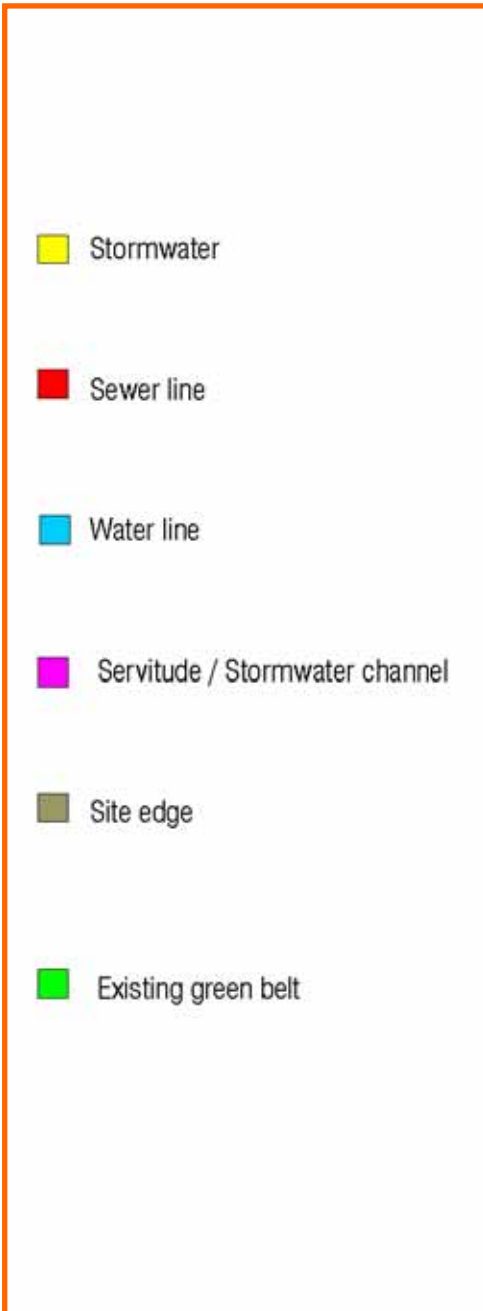 Stormwater
Sewer line
Water line
Servitude / Stormwater channel
Site edge
Existing green belt